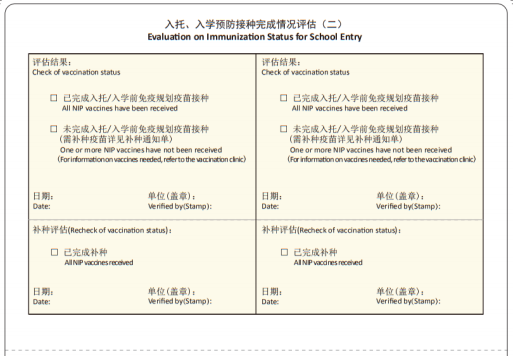 入托、入学预防接种完成情况评估（二）
Evaluation on Immunization Status for School Entry
评估结果：
Check of vaccination status
□ 已完成入托/入学前免疫规划疫苗接种
All NIP vaccines have been received
□ 未完成入托/入学前免疫规划疫苗接种
(需补种疫苗详见补种通知单)
One or more NIP vaccines have not been received
(For information on vaccines needed, refer to the vaccination clinic)
日期： 单位(盖章)：
Date: Verified by(Stamp):
补种评估(Recheck of vaccination status)：
□ 已完成补种
All NIP vaccines received
日期： 单位(盖章)：
Date: Verified by(Stamp):
评估结果：
Check of vaccination status
□ 已完成入托/入学前免疫规划疫苗接种
All NIP vaccines have been received
□ 未完成入托/入学前免疫规划疫苗接种
(需补种疫苗详见补种通知单)
One or more NIP vaccines have not been received
(For information on vaccines needed, refer to the vaccination clinic)
日期： 单位(盖章)：
Date: Verified by(Stamp):
补种评估(Recheck of vaccination status)：
□ 已完成补种
All NIP vaccines received
日期： 单位(盖章)：
Date: Verified by(Stamp):